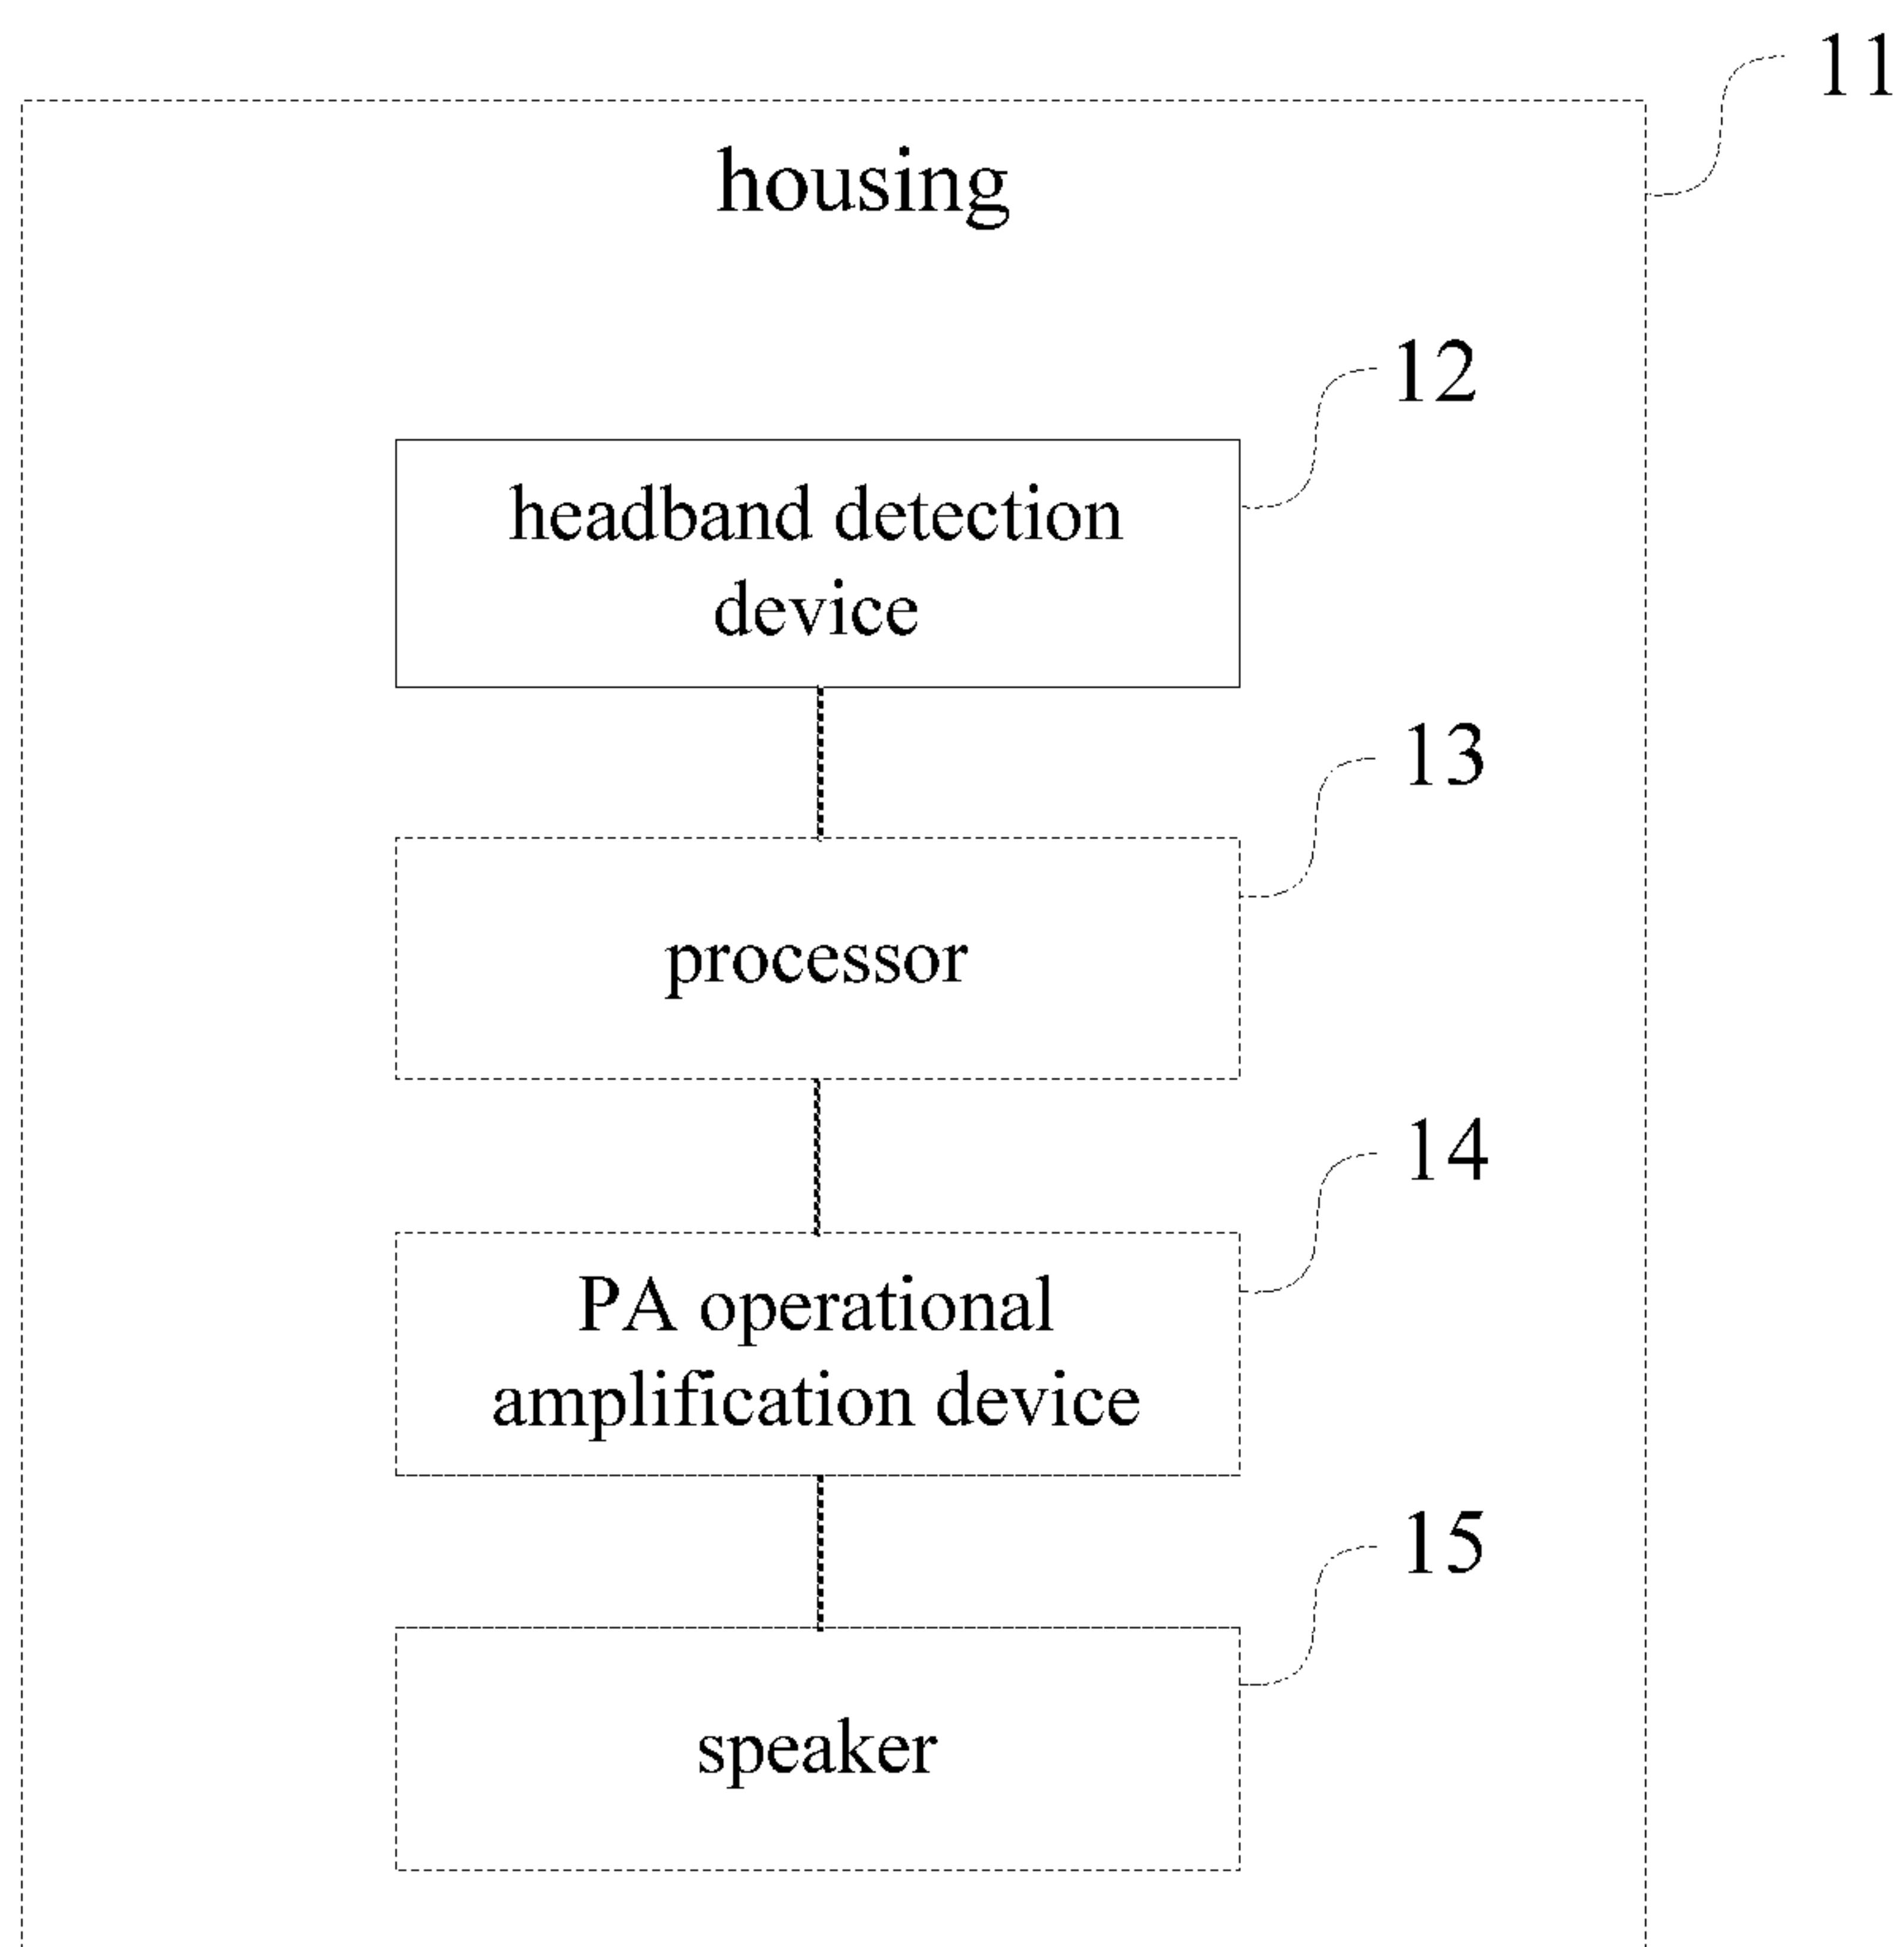 11
housing
12
headband detection
device
13
processor
14
PA operational
amplification device
15
speaker